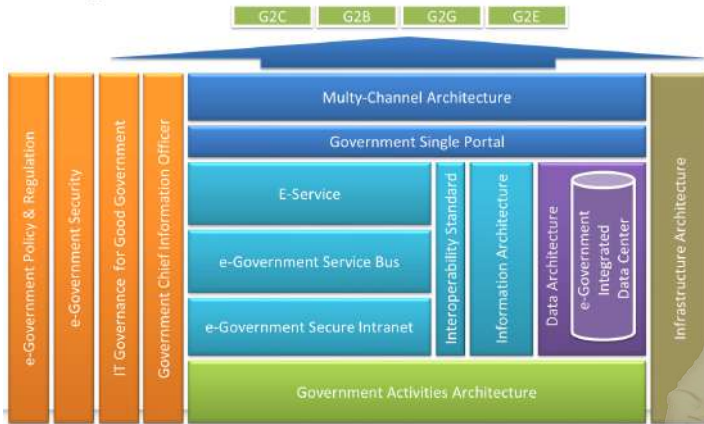 G2C
G2B
G2G
G2E
Multy-Channel Architecture
Government Single Portal
e-Government Policy & Regulation
e-Government Security
IT Governance for Good Government
Government Chief Information Officer
E-Service
e-Government Service Bus
e-Government Secure Intranet
Interoperability Standard
Information Architecture
Data Architecture
e-Government
Integrated
Data Center
Infrastructure Architecture
Government Activities Architecture